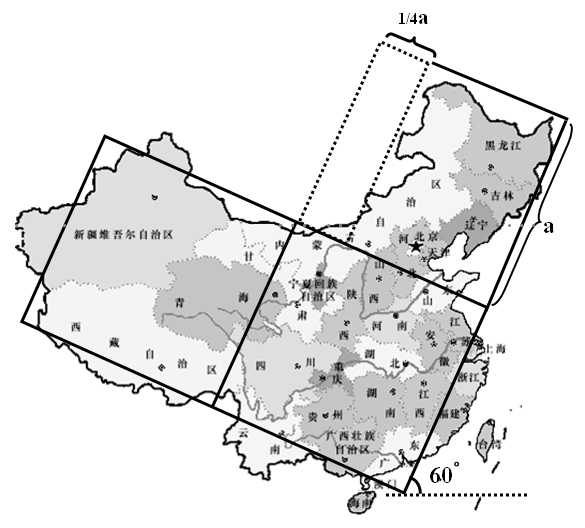 1/4a
黑龙江
吉林
辽宁
a
区
治
自
河北京
天津
北
新疆维吾尔自治区
甘
内
蒙
古
宁夏回族
自治区
肃
山
西
陕
西
山
东
青
海
西
藏
自
治
区
四
川
重
庆
河
南
湖
北
安
徽
江
苏
上海
浙江
湖
南
江
西
福建
贵
州
云
南
广西壮族
自治区
广
东
台湾
澳门
海南
60°